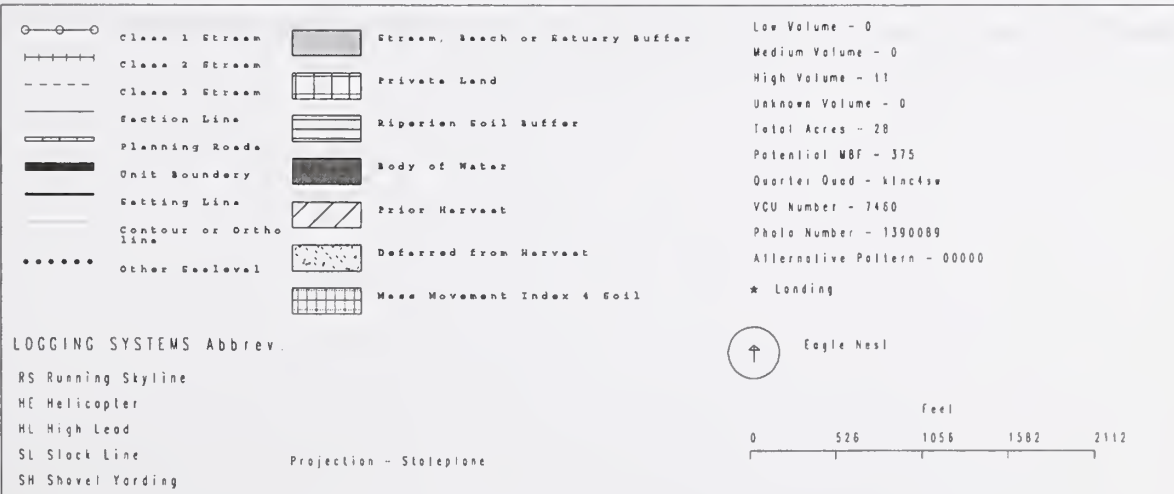 Class 1 Stream
Class 2 Stream
Class 3 Stream
Section Line
Planning Roads
Unit Boundary
Setting Line
Contour or Ortho
line
Other Sealevel
Stream, Beach or Estuary Buffer
Private Land
Riparian Soil Buffer
Body of Water
Prior Harvest
Deferred from Harvest
Mass Movement Index 4 Soil
Low Volume - 0
Medium Volume - 0
High Volume - 11
Unknown Volume - 0
Total Acres - 28
Potential MBF - 375
Quarter Quad - klnc4sw
VCU Number - 7460
Photo Number - 1390089
Alternative Pattern - 00000
★ Landing
Eagle Nest
LOGGING SYSTEMS Abbrev.
RS Running Skyline
HE Helicopter
HL High Lead
SL Slack Line
SH Shovel Yarding
Projection - Stateplane
Feet
0 526 1056 1582 2112